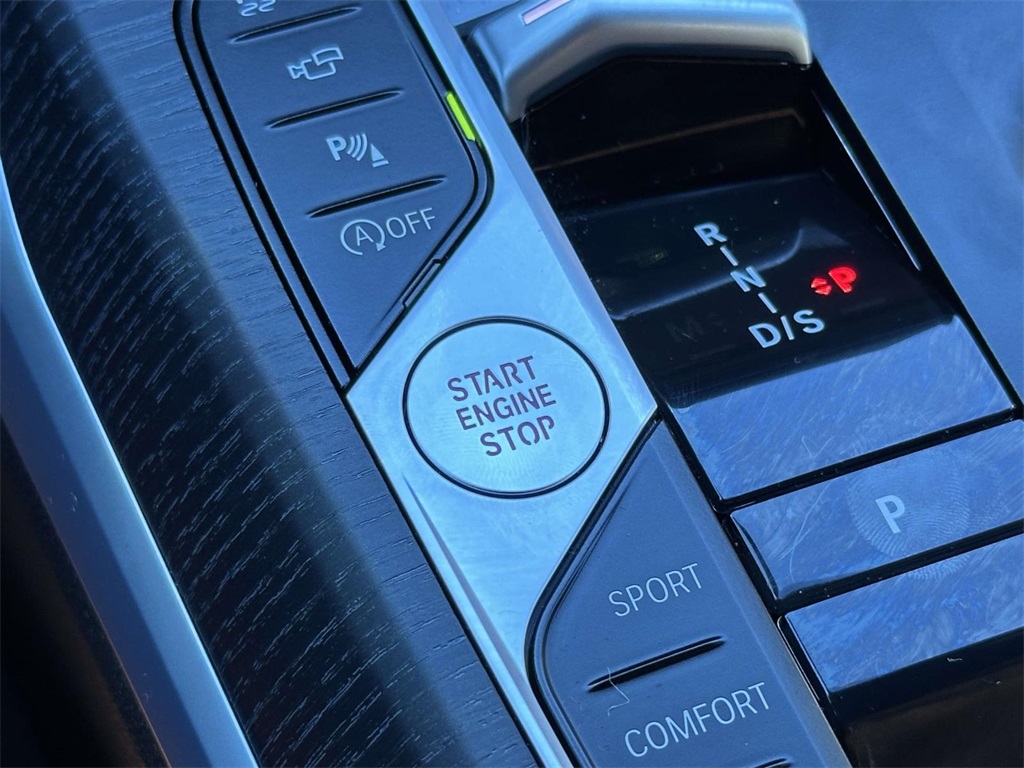 P
A OFF
R
N
D/S
P
START
ENGINE
STOP
P
SPORT
COMFORT